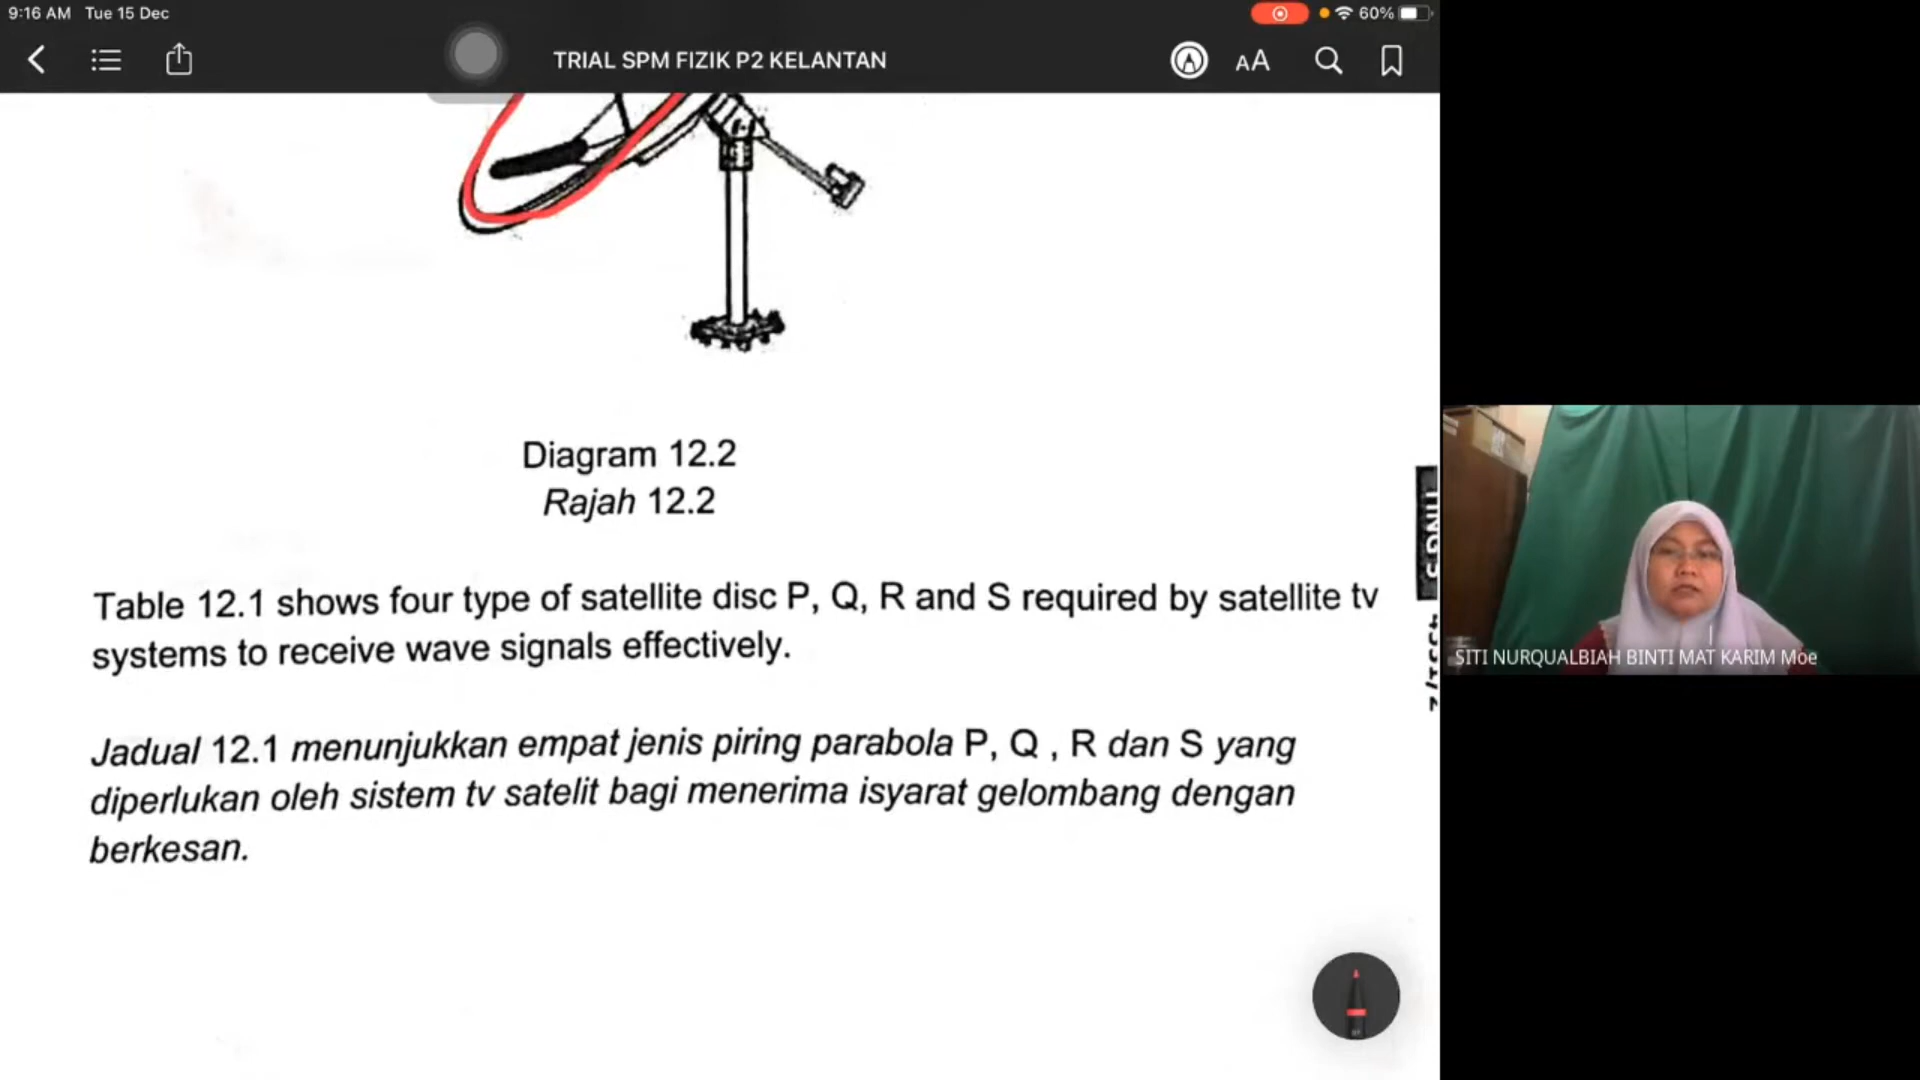 9:16 AM Tue 15 Dec
60%
TRIAL SPM FIZIK P2 KELANTAN
AA
Diagram 12.2
Rajah 12.2
Table 12.1 shows four type of satellite disc P, Q, R and S required by satellite tv
systems to receive wave signals effectively.
Jadual 12.1 menunjukkan empat jenis piring parabola P, Q , R dan S yang
diperlukan oleh sistem tv satelit bagi menerima isyarat gelombang dengan
berkesan.
SITI NURQUALBIAH BINTI MAT KARIM Moe